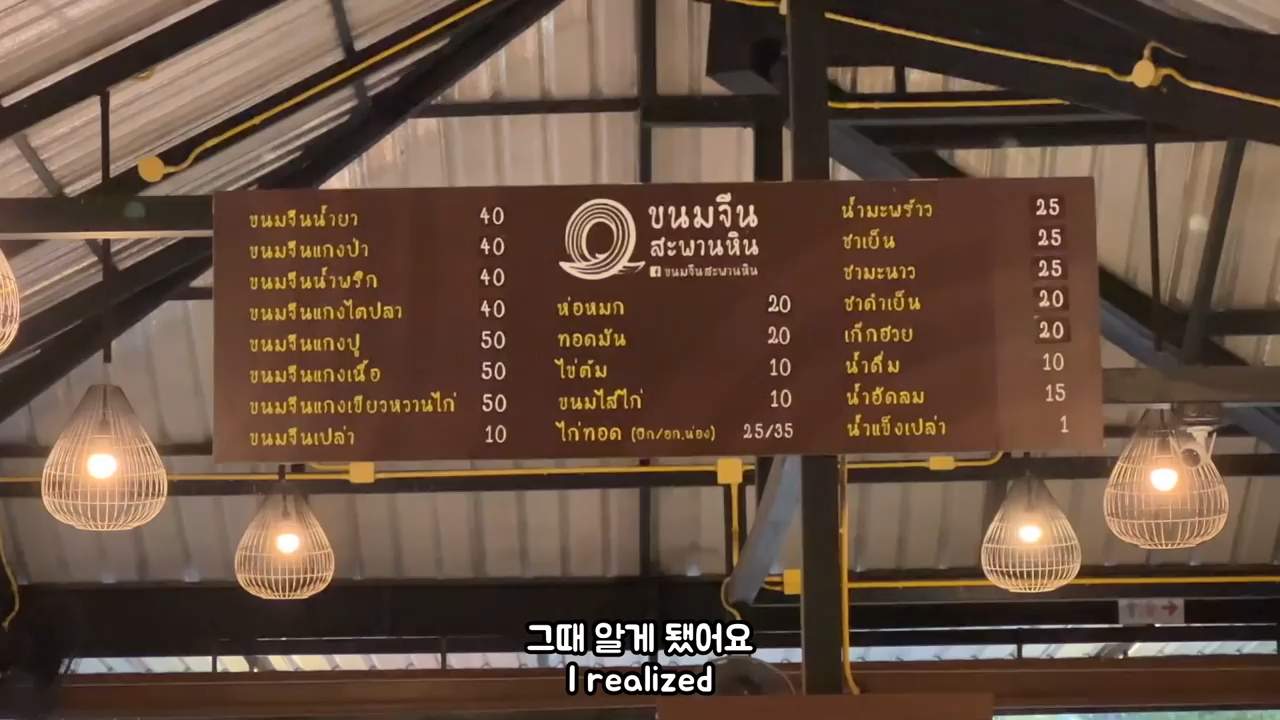 ขนมจีนน้ำยา 40
ขนมจีนแกงป่า 40
ขนมจีนน้ำพริก 40
ขนมจีนแกงไตปลา 40
ขนมจีนแกงปู 50
ขนมจีนแกงเนื้อ 50
ขนมจีนแกงเขียวหวานไก่ 50
ขนมจีนเปล่า 10
ขนมจีน
สะพานหิน
ขนมจีนสะพานหิน
ห่อหมก 20
ทอดมัน 20
ไข่ต้ม 10
ขนมไส้ไก่ 10
ไก่ทอด (ปีก/อก,น่อง) 25/35
น้ำมะพร้าว 25
ชาเย็น 25
ชามะนาว 25
ชาดำเย็น 20
เก็กฮวย 20
น้ำดื่ม 10
น้ำอัดลม 15
น้ำแข็งเปล่า 1
그때 알게 됐어요
I realized